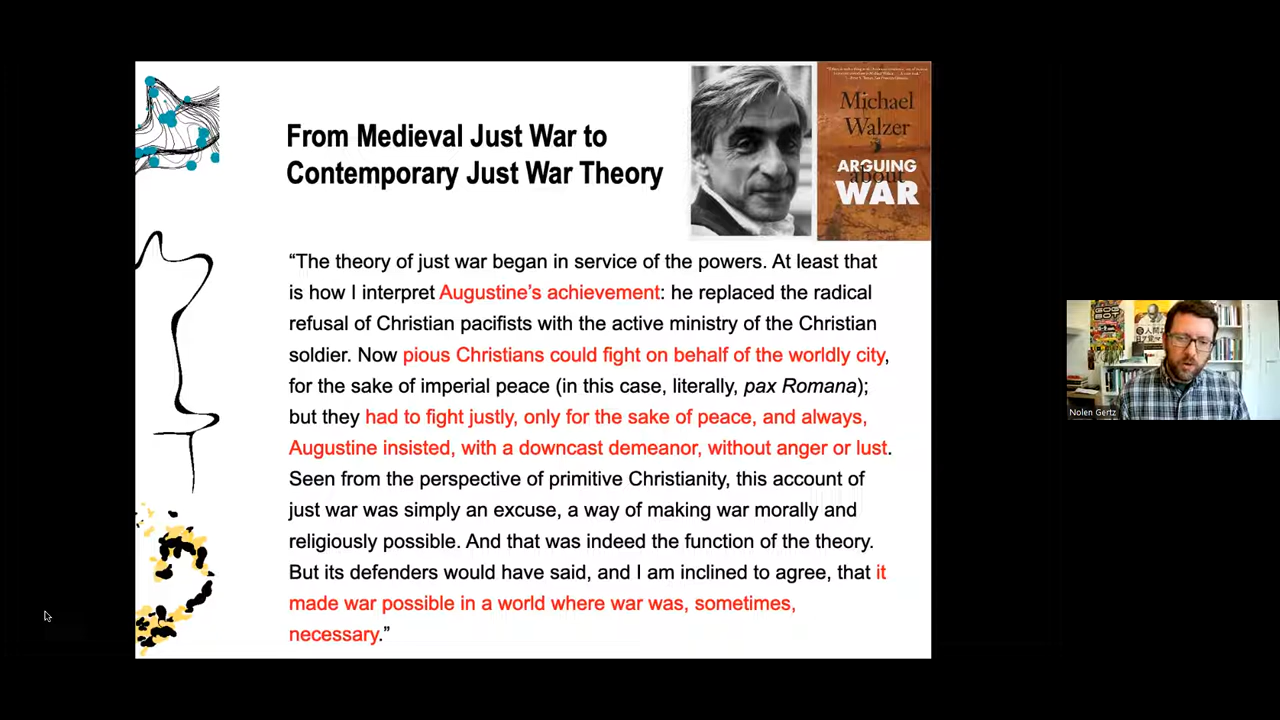 From Medieval Just War to
Contemporary Just War Theory
Michael
Walzer
ARGUING
about
WAR
“The theory of just war began in service of the powers. At least that
is how I interpret Augustine’s achievement: he replaced the radical
refusal of Christian pacifists with the active ministry of the Christian
soldier. Now pious Christians could fight on behalf of the worldly city,
for the sake of imperial peace (in this case, literally, pax Romana);
but they had to fight justly, only for the sake of peace, and always,
Augustine insisted, with a downcast demeanor, without anger or lust.
Seen from the perspective of primitive Christianity, this account of
just war was simply an excuse, a way of making war morally and
religiously possible. And that was indeed the function of the theory.
But its defenders would have said, and I am inclined to agree, that it
made war possible in a world where war was, sometimes,
necessary.”
Nolen Gertz